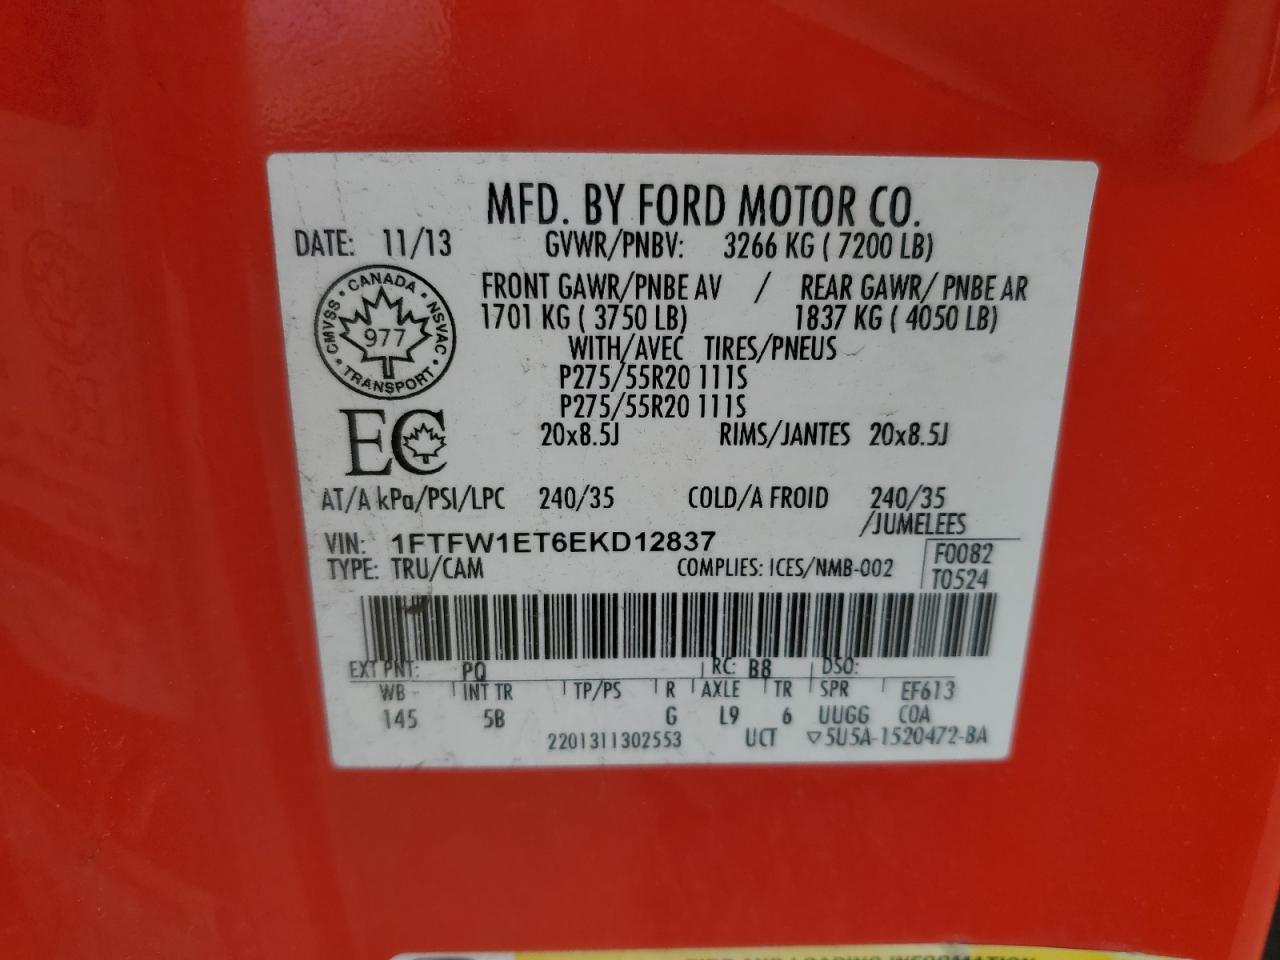 MFD. BY FORD MOTOR CO.
DATE: 11/13 GVWR/PNBV: 3266 KG ( 7200 LB)
FRONT GAWR/PNBE AV / REAR GAWR/ PNBE AR
1701 KG ( 3750 LB) 1837 KG ( 4050 LB)
WITH/AVEC TIRES/PNEUS
CMVSS · CANADA · NSVAC · TRANSPORT ·
977
P275/55R20 111S
P275/55R20 111S
EC
20x8.5J RIMS/JANTES 20x8.5J
AT/A kPa/PSI/LPC 240/35 COLD/A FROID 240/35
/JUMELEES
VIN: 1FTFW1ET6EKD12837
F0082
TYPE: TRU/CAM COMPLIES: ICES/NMB-002
T0524
EXT PNT: PQ RC: B8 DSO:
WB INT TR TP/PS R AXLE TR SPR EF613
145 5B G L9 6 UUGG COA
2201311302553 UCT ▽5U5A-1520472-BA
TIRE AND LOADING INFORMATION